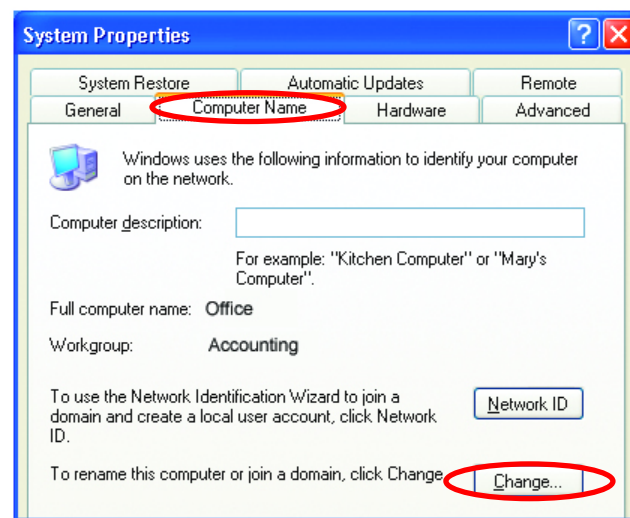 System Properties
?
X
System Restore
Automatic Updates
Remote
General
Computer Name
Hardware
Advanced
Windows uses the following information to identify your computer
on the network.
Computer description:
For example: "Kitchen Computer" or "Mary's
Computer".
Full computer name: Office
Workgroup: Accounting
To use the Network Identification Wizard to join a
domain and create a local user account, click Network
ID.
Network ID
To rename this computer or join a domain, click Change.
Change...